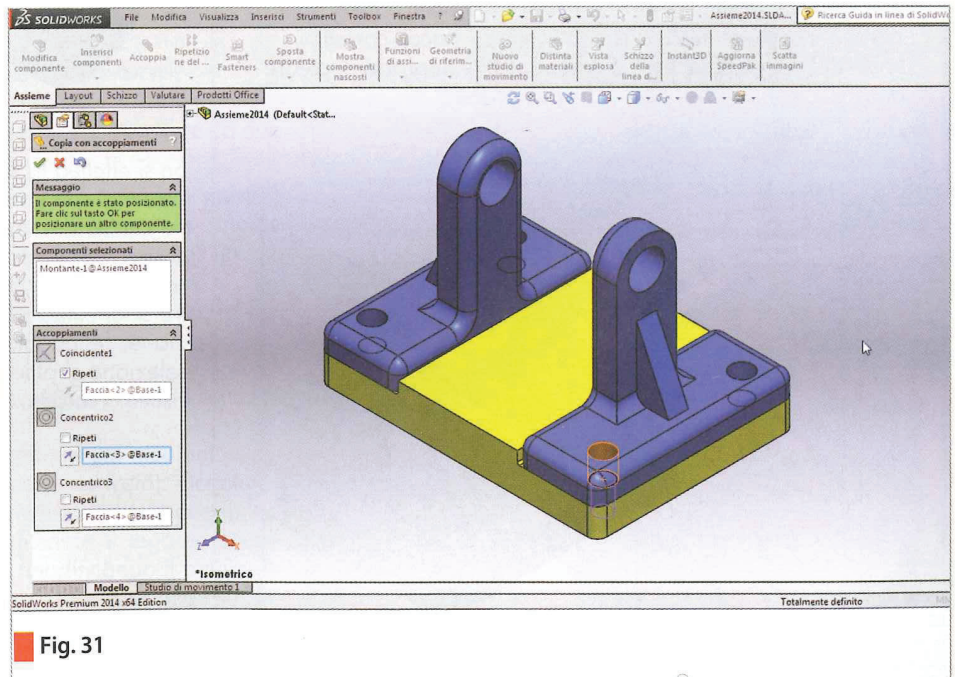 SOLIDWORKS File Modifica Visualizza Inserisci Strumenti Toolbox Finestra ? Assieme2014.SLDA... Ricerca Guida in linea di SolidWo
Modifica componente
Inserisci componenti
Accoppia
Ripetizio ne del ...
Smart Fasteners
Sposta componente
Mostra componenti nascosti
Funzioni di assi...
Geometria di riferim...
Nuovo studio di movimento
Distinta materiali
Vista esplosa
Schizzo della linea d...
Instant3D
Aggiorna SpeedPak
Scatta immagini
Assieme Layout Schizzo Valutare Prodotti Office
Assieme2014 (Default<Stat...
Copia con accoppiamenti ?
Messaggio
Il componente è stato posizionato.
Fare clic sul tasto OK per
posizionare un altro componente.
Componenti selezionati
Montante-1@Assieme2014
Accoppiamenti
Coincidente1
Ripeti
Faccia<2>@Base-1
Concentrico2
Ripeti
Faccia<3>@Base-1
Concentrico3
Ripeti
Faccia<4>@Base-1
Y
Z X
*Isometrico
Modello Studio di movimento 1
SolidWorks Premium 2014 x64 Edition Totalmente definito
Fig. 31